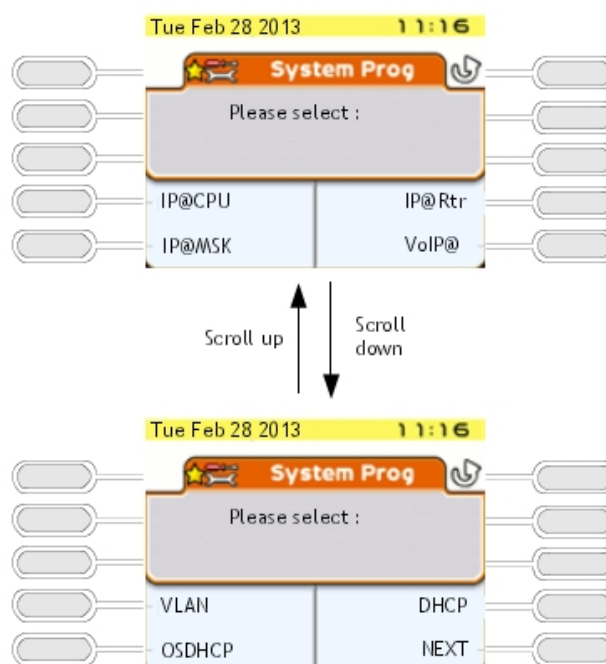 Tue Feb 28 2013 11:16
System Prog
Please select :
IP@CPU IP@Rtr
IP@MSK VoIP@
Scroll up
Scroll
down
Tue Feb 28 2013 11:16
System Prog
Please select :
VLAN DHCP
OSDHCP NEXT